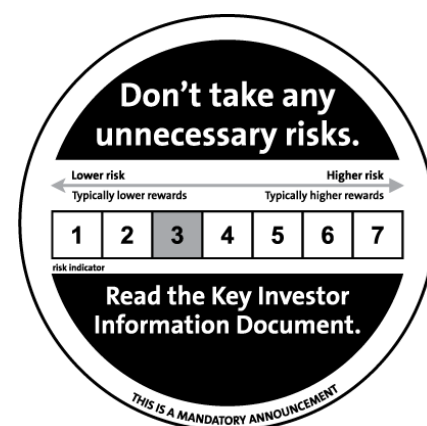 Don’t take any
unnecessary risks.
Lower risk Higher risk
Typically lower rewards Typically higher rewards
1 2 3 4 5 6 7
risk indicator
Read the Key Investor
Information Document.
THIS IS A MANDATORY ANNOUNCEMENT